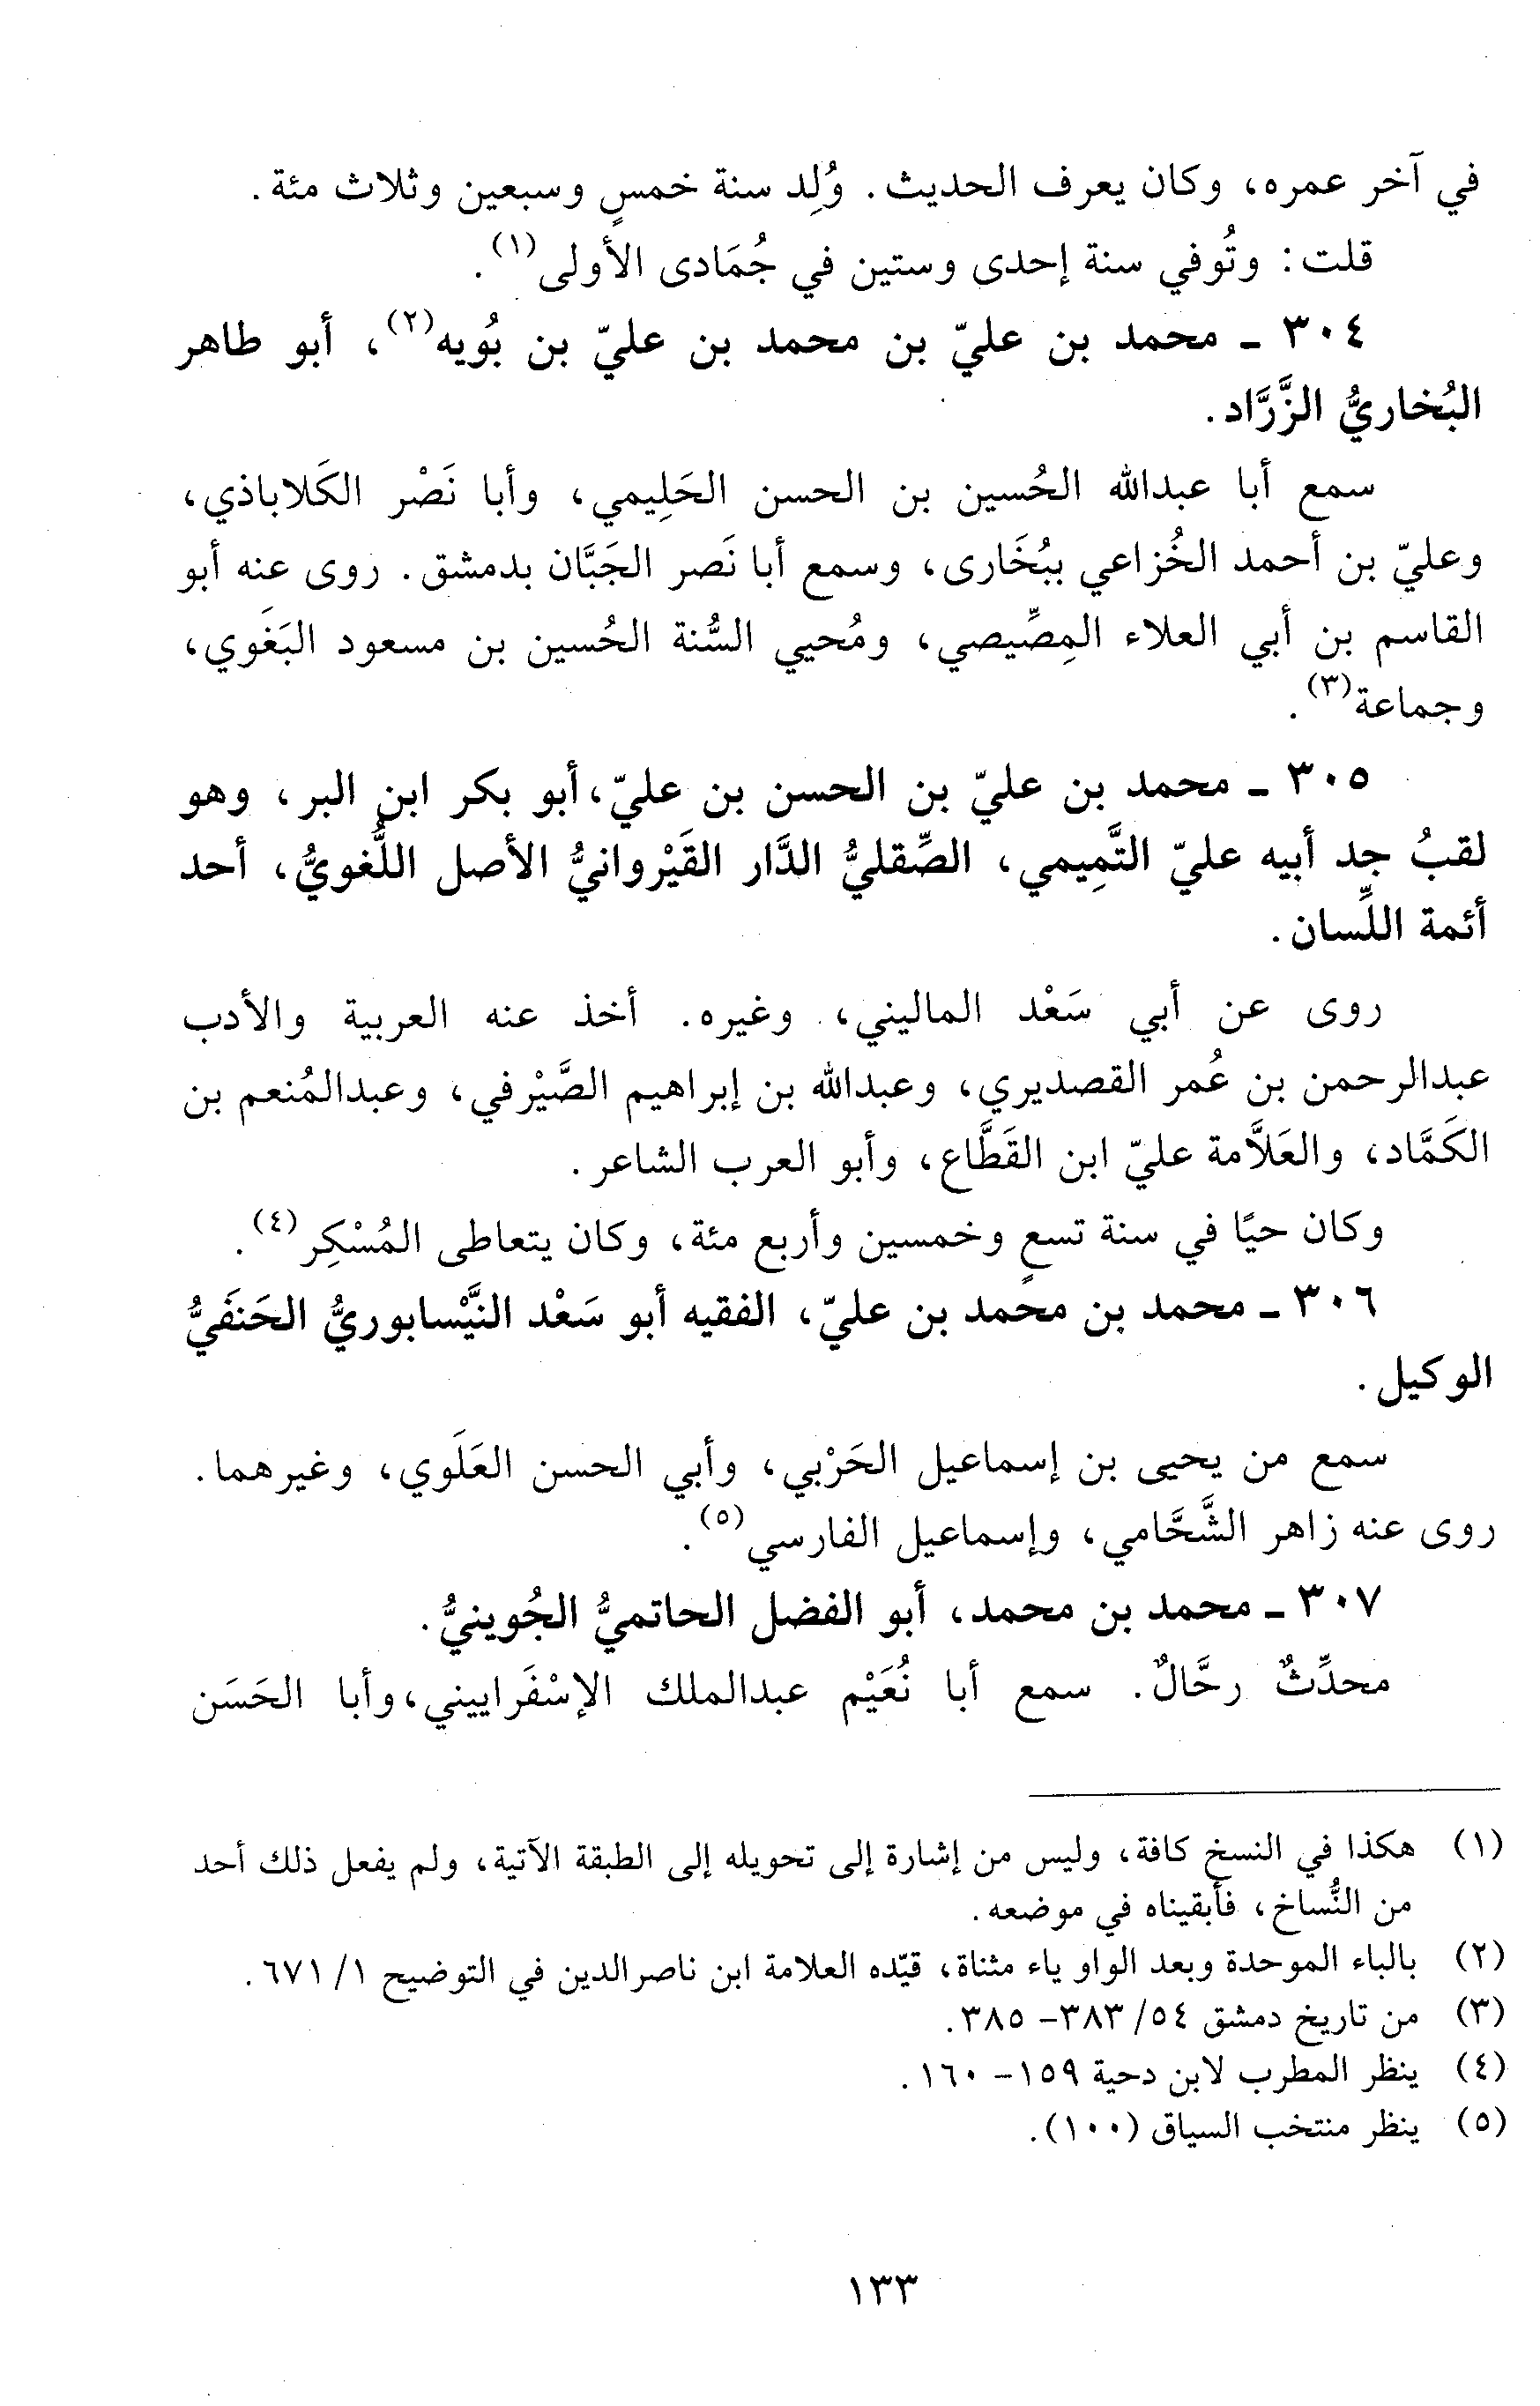 في آخر عمره، وكان يعرف الحديث. وُلِد سنة خمسٍ وسبعين وثلاث مئة.
قلت: وتُوفي سنة إحدى وستين في جُمَادى الأولى(١).
٣٠٤ ـ محمد بن عليّ بن محمد بن عليّ بن بُويه(٢)، أبو طاهر
البُخاريُّ الزَّرَّاد.
سمع أبا عبدالله الحُسين بن الحسن الحَلِيمي، وأبا نَصْر الكَلاباذي،
وعليّ بن أحمد الخُزاعي ببُخَارى، وسمع أبا نَصر الجَبَّان بدمشق. روى عنه أبو
القاسم بن أبي العلاء المِصِّيصي، ومُحيي السُّنة الحُسين بن مسعود البَغَوي،
وجماعة(٣).
٣٠٥ ـ محمد بن عليّ بن الحسن بن عليّ، أبو بكر ابن البر، وهو
لقبُ جد أبيه عليّ التَّمِيمي، الصِّقليُّ الدَّار القَيْروانيُّ الأصل اللُّغويُّ، أحد
أئمة اللِّسان.
روى عن أبي سَعْد الماليني، وغيره. أخذ عنه العربية والأدب
عبدالرحمن بن عُمر القصديري، وعبدالله بن إبراهيم الصَّيْرفي، وعبدالمُنعم بن
الكَمَّاد، والعَلاَّمة عليّ ابن القَطَّاع، وأبو العرب الشاعر.
وكان حيًا في سنة تسعٍ وخمسين وأربع مئة، وكان يتعاطى المُسْكِر(٤).
٣٠٦ ـ محمد بن محمد بن عليّ، الفقيه أبو سَعْد النَّيْسابوريُّ الحَنفَيُّ
الوكيل.
سمع من يحيى بن إسماعيل الحَرْبي، وأبي الحسن العَلَوي، وغيرهما.
روى عنه زاهر الشَّحَّامي، وإسماعيل الفارسي(٥).
٣٠٧ ـ محمد بن محمد، أبو الفضل الحاتميُّ الجُوينيُّ.
محدِّثٌ رحَّالٌ. سمع أبا نُعَيْم عبدالملك الإسْفَراييني، وأبا الحَسَن
(١) هكذا في النسخ كافة، وليس من إشارة إلى تحويله إلى الطبقة الآتية، ولم يفعل ذلك أحد
من النُّساخ، فأبقيناه في موضعه.
(٢) بالباء الموحدة وبعد الواو ياء مثناة، قيّده العلامة ابن ناصرالدين في التوضيح ١/ ٦٧١.
(٣) من تاريخ دمشق ٥٤/ ٣٨٣- ٣٨٥.
(٤) ينظر المطرب لابن دحية ١٥٩- ١٦٠.
(٥) ينظر منتخب السياق (١٠٠).
١٣٣